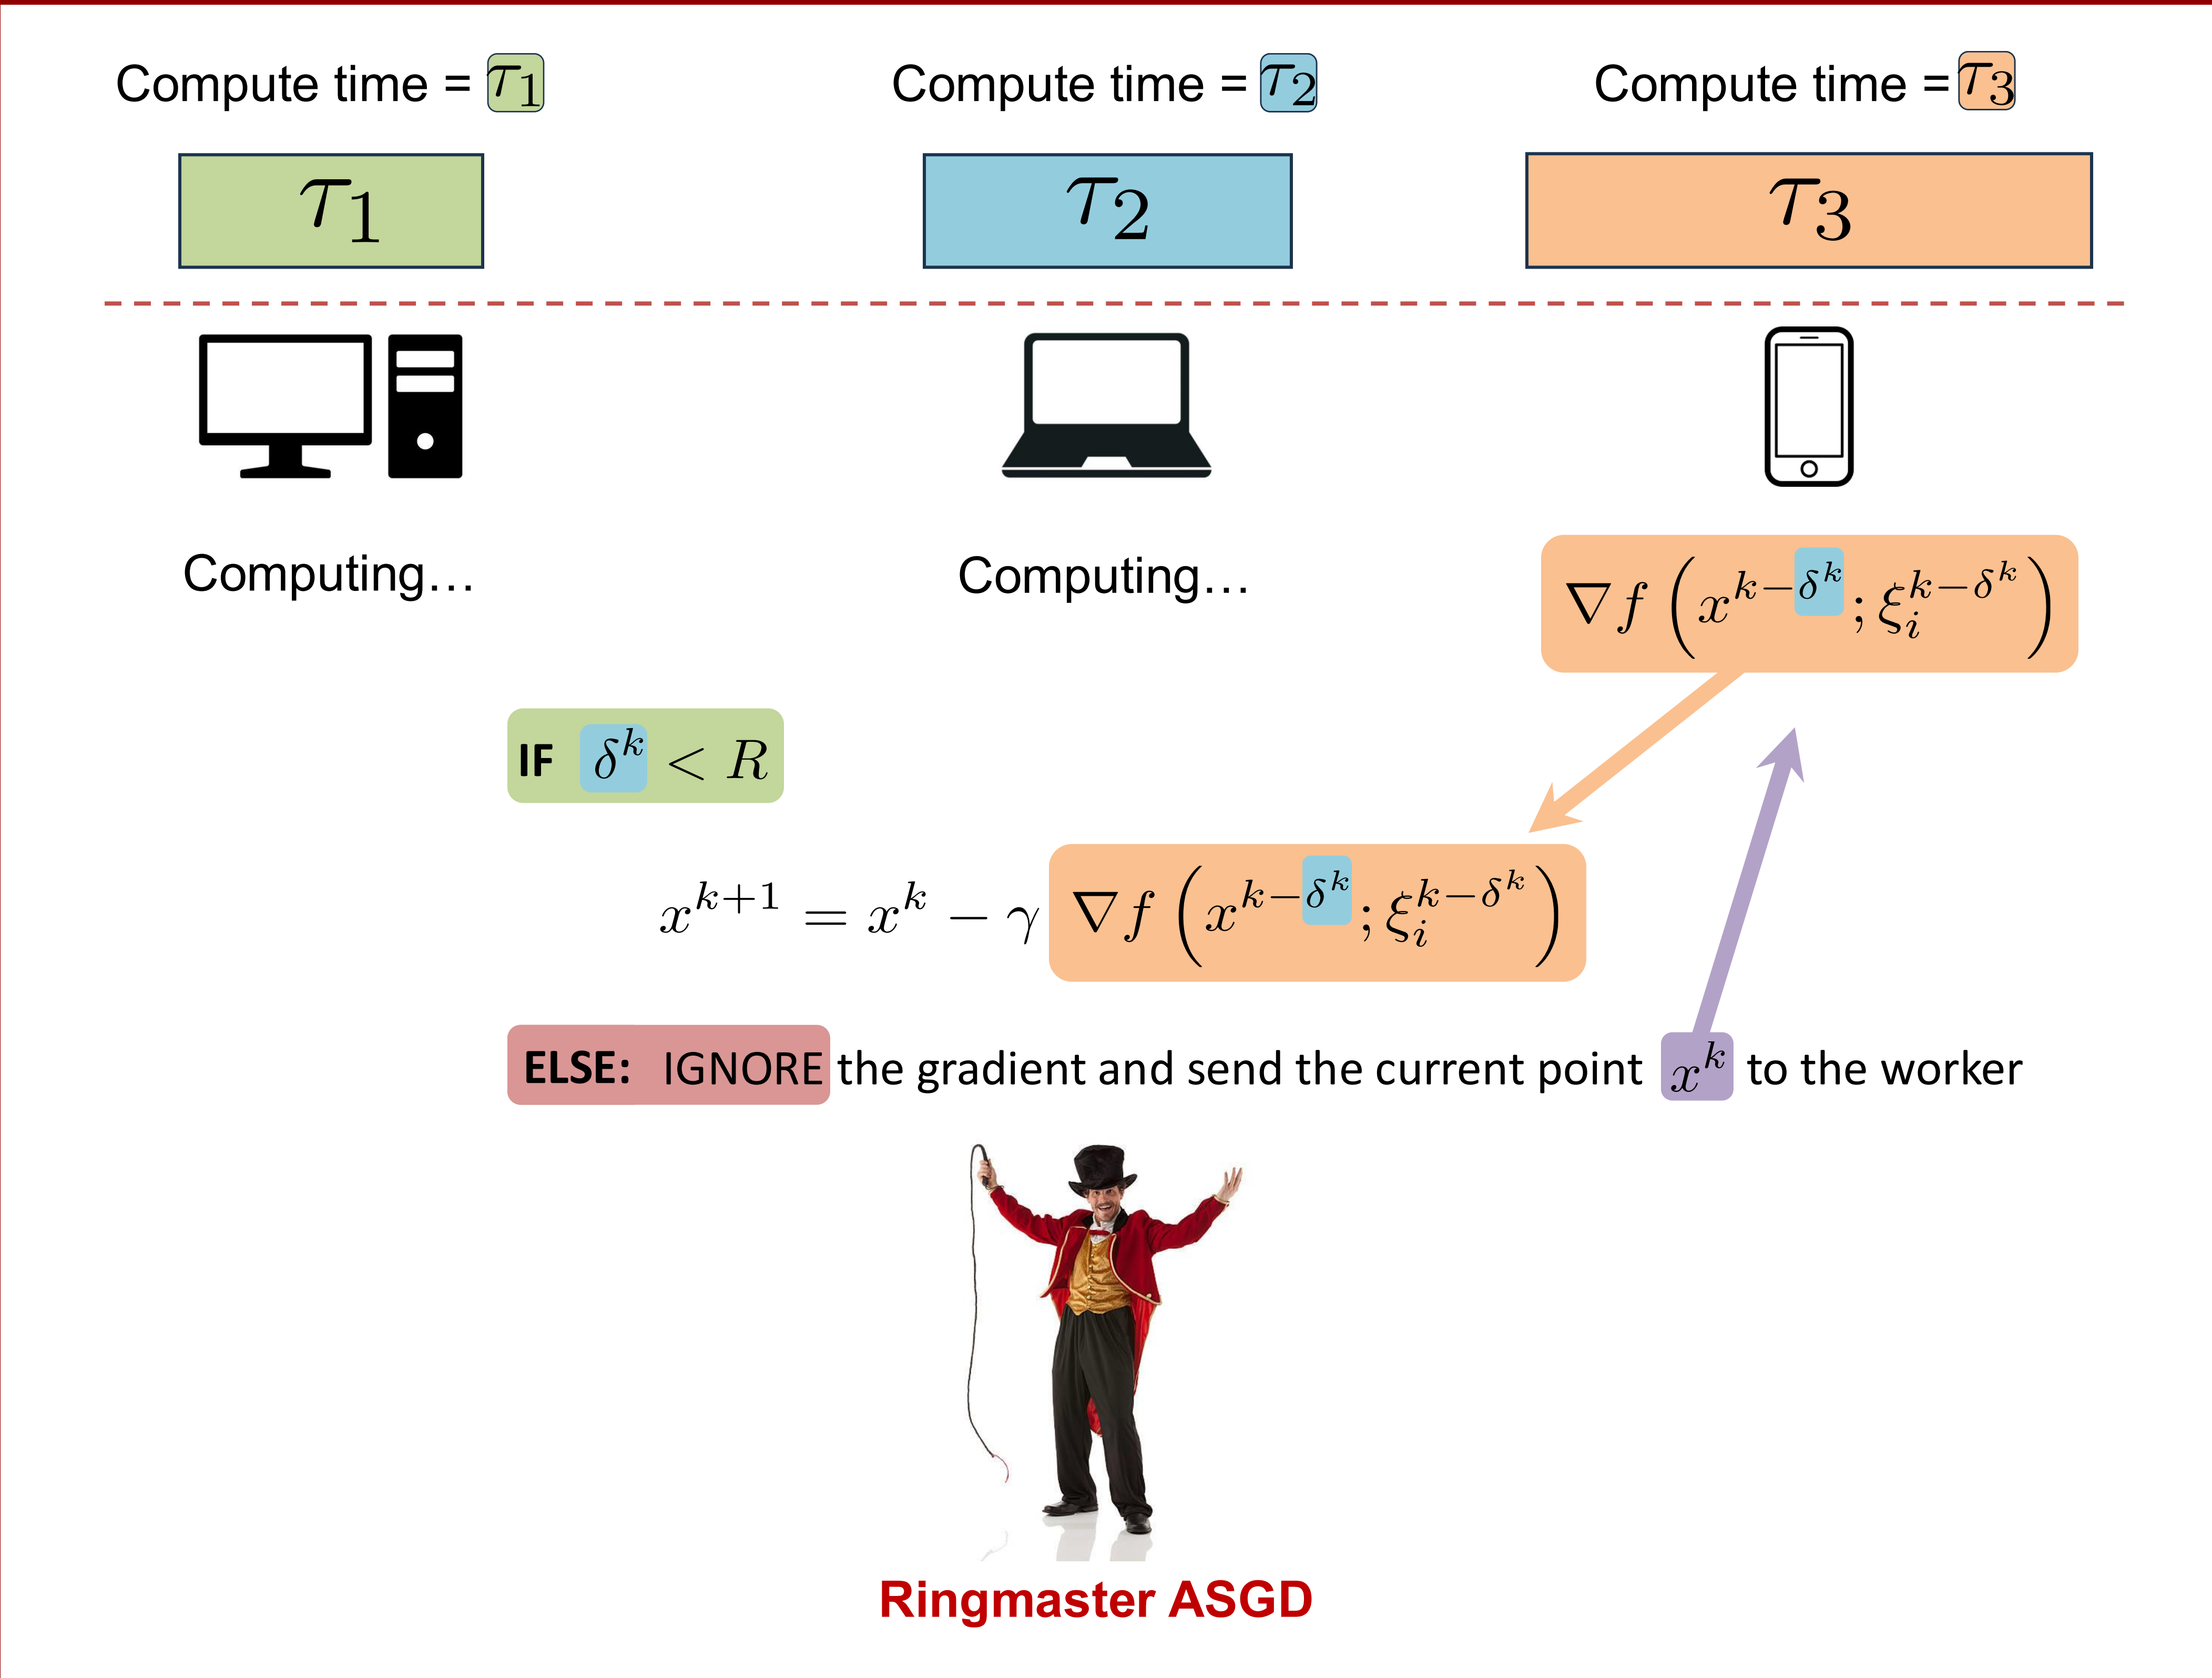 Compute time = τ₁
Compute time = τ₂
Compute time = τ₃
τ₁
τ₂
τ₃
Computing…
Computing…
∇f (x^{k−δ^k}; ξ_i^{k−δ^k})
IF δ^k < R
x^{k+1} = x^k − γ ∇f (x^{k−δ^k}; ξ_i^{k−δ^k})
ELSE: IGNORE the gradient and send the current point x^k to the worker
Ringmaster ASGD